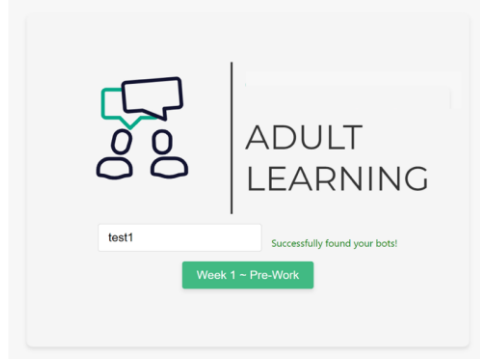 ADULT
LEARNING
test1
Successfully found your bots!
Week 1 ~ Pre-Work